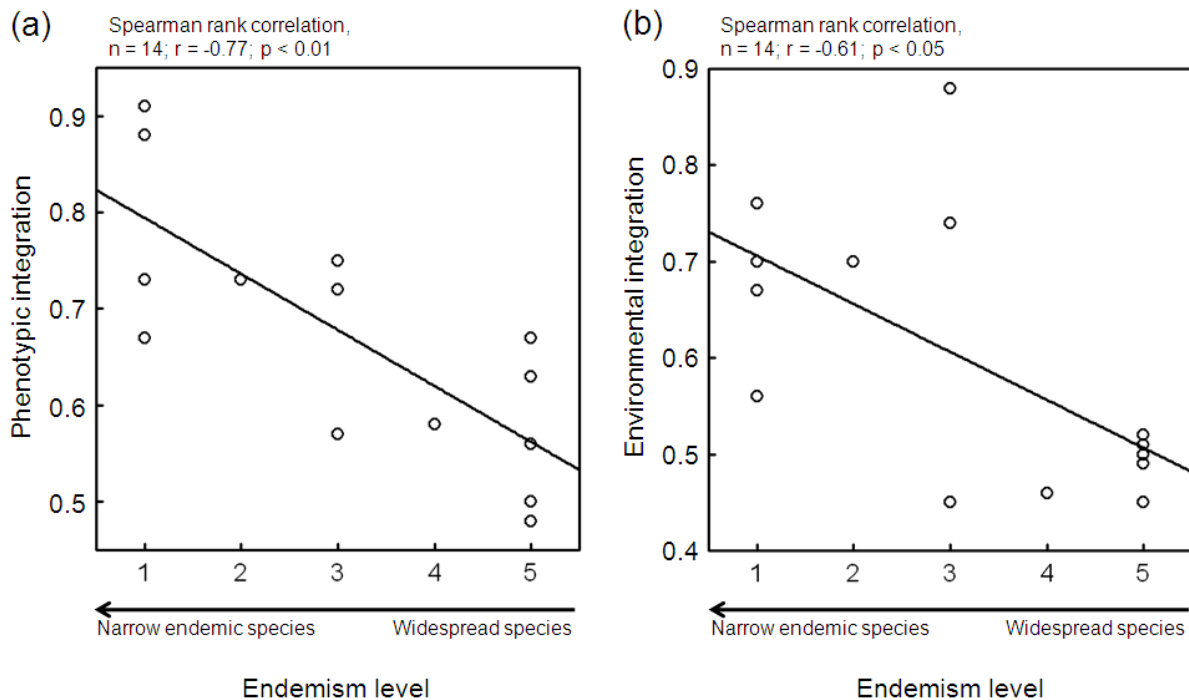 (a)
Spearman rank correlation,
n = 14; r = -0.77; p < 0.01
Phenotypic integration
0.9
0.8
0.7
0.6
0.5
1 2 3 4 5
Narrow endemic species Widespread species
Endemism level
(b)
Spearman rank correlation,
n = 14; r = -0.61; p < 0.05
Environmental integration
0.9
0.8
0.7
0.6
0.5
0.4
1 2 3 4 5
Narrow endemic species Widespread species
Endemism level